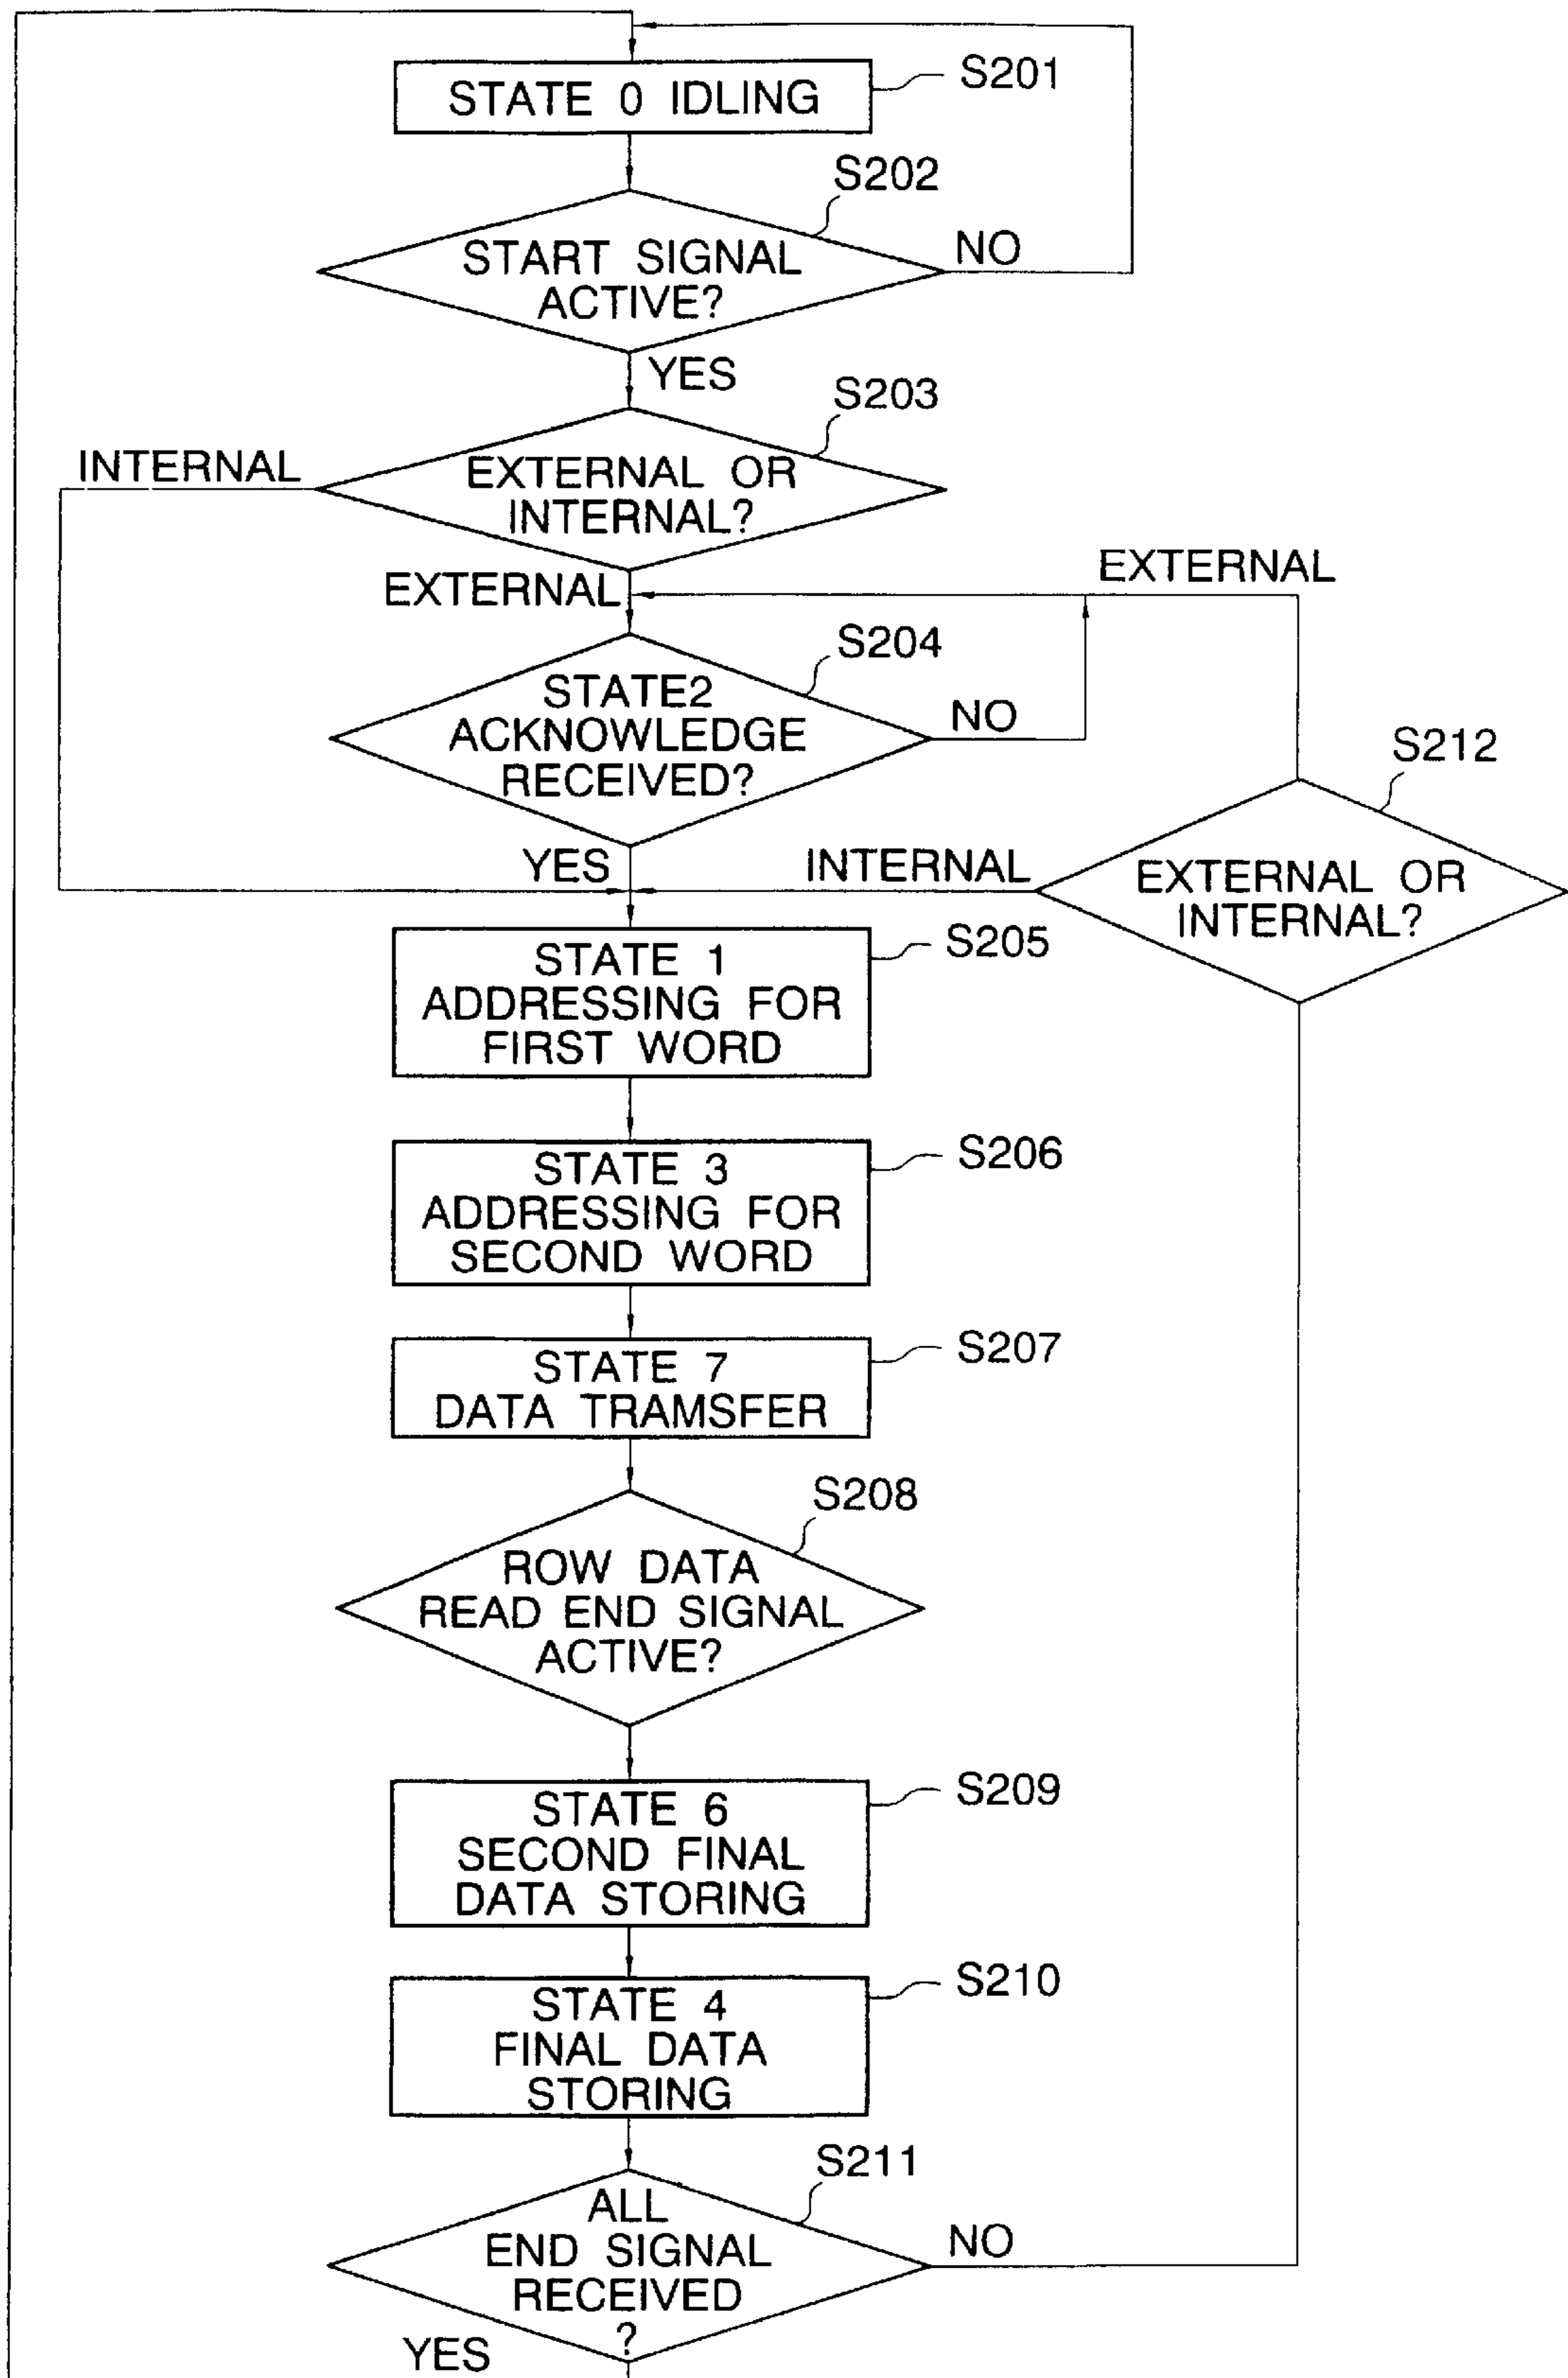 STATE 0 IDLING
S201
S202
START SIGNAL
ACTIVE?
NO
YES
S203
INTERNAL
EXTERNAL OR
INTERNAL?
EXTERNAL
EXTERNAL
S204
STATE2
ACKNOWLEDGE
RECEIVED?
NO
S212
YES
INTERNAL
EXTERNAL OR
INTERNAL?
STATE 1
ADDRESSING FOR
FIRST WORD
S205
STATE 3
ADDRESSING FOR
SECOND WORD
S206
STATE 7
DATA TRAMSFER
S207
S208
ROW DATA
READ END SIGNAL
ACTIVE?
STATE 6
SECOND FINAL
DATA STORING
S209
STATE 4
FINAL DATA
STORING
S210
S211
ALL
END SIGNAL
RECEIVED
?
NO
YES